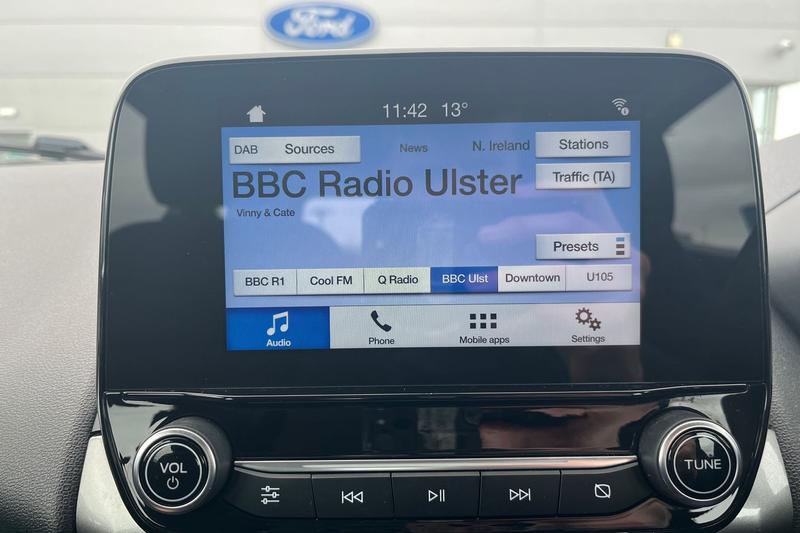 Ford
11:42 13°
DAB Sources News N. Ireland Stations
BBC Radio Ulster Traffic (TA)
Vinny & Cate
Presets
BBC R1 Cool FM Q Radio BBC Ulst Downtown U105
Audio Phone Mobile apps Settings
VOL TUNE